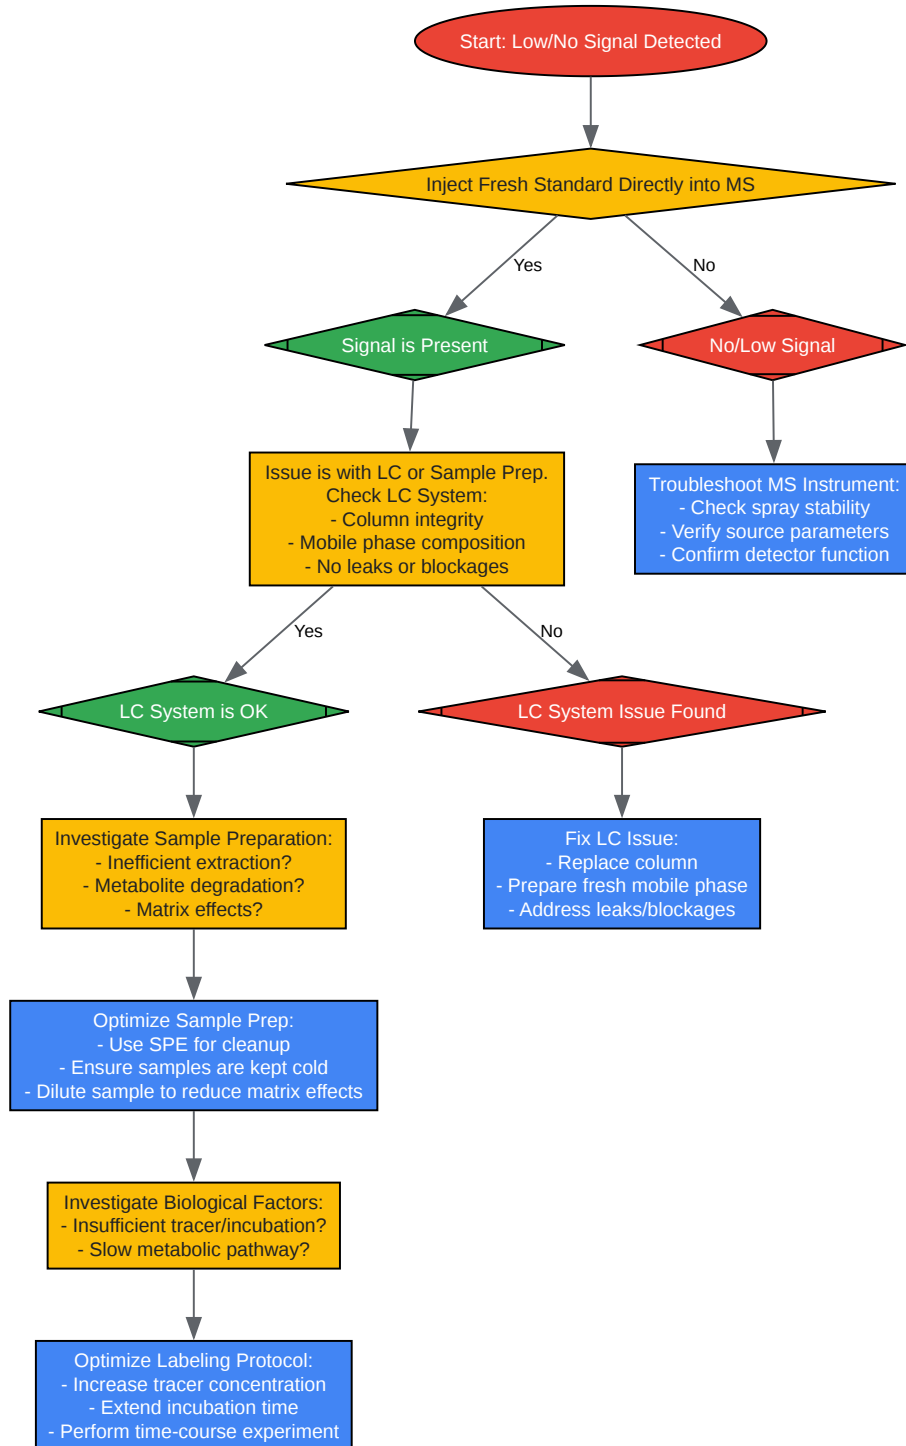 Start: Low/No Signal Detected
Inject Fresh Standard Directly into MS
Yes
No
Signal is Present
No/Low Signal
Issue is with LC or Sample Prep.
Check LC System:
- Column integrity
- Mobile phase composition
- No leaks or blockages
Troubleshoot MS Instrument:
- Check spray stability
- Verify source parameters
- Confirm detector function
Yes
No
LC System is OK
LC System Issue Found
Investigate Sample Preparation:
- Inefficient extraction?
- Metabolite degradation?
- Matrix effects?
Fix LC Issue:
- Replace column
- Prepare fresh mobile phase
- Address leaks/blockages
Optimize Sample Prep:
- Use SPE for cleanup
- Ensure samples are kept cold
- Dilute sample to reduce matrix effects
Investigate Biological Factors:
- Insufficient tracer/incubation?
- Slow metabolic pathway?
Optimize Labeling Protocol:
- Increase tracer concentration
- Extend incubation time
- Perform time-course experiment